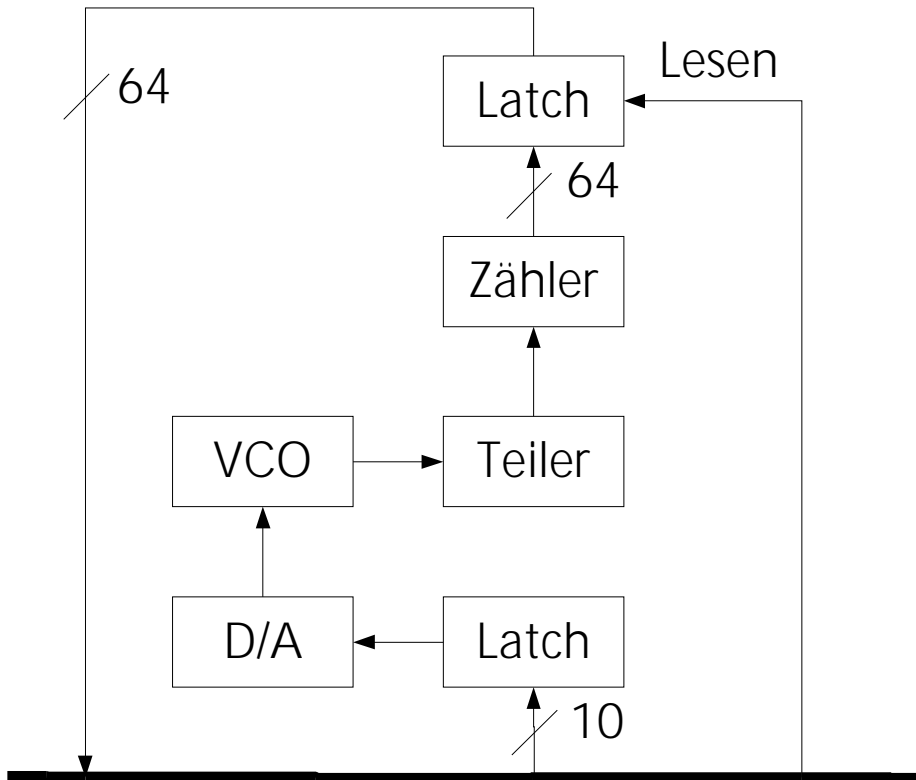 Lesen
64
Latch
64
Zähler
VCO
Teiler
D/A
Latch
10